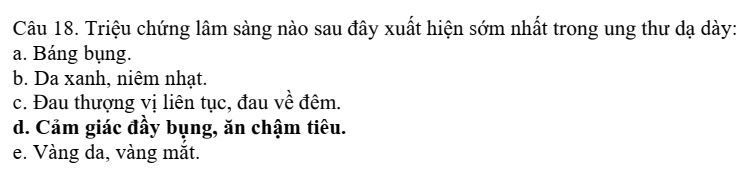 Câu 18. Triệu chứng lâm sàng nào sau đây xuất hiện sớm nhất trong ung thư dạ dày:
a. Báng bụng.
b. Da xanh, niêm nhạt.
c. Đau thượng vị liên tục, đau về đêm.
d. Cảm giác đầy bụng, ăn chậm tiêu.
e. Vàng da, vàng mắt.